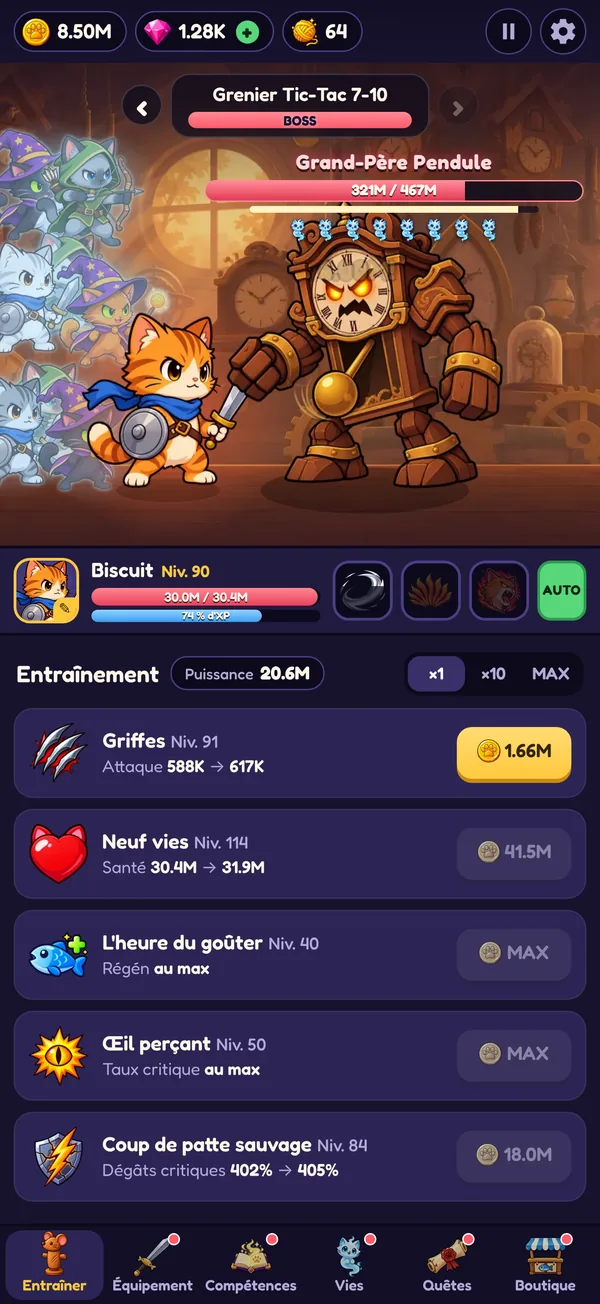 8.50M
1.28K
64
Grenier Tic-Tac 7-10
BOSS
Grand-Père Pendule
321M / 467M
XII
Biscuit Niv. 90
30.0M / 30.4M
74 % d'XP
AUTO
Entraînement
Puissance 20.6M
x1
x10
MAX
Griffes Niv. 91
Attaque 588K → 617K
1.66M
Neuf vies Niv. 114
Santé 30.4M → 31.9M
41.5M
L'heure du goûter Niv. 40
Régén au max
MAX
Œil perçant Niv. 50
Taux critique au max
MAX
Coup de patte sauvage Niv. 84
Dégâts critiques 402% → 405%
18.0M
Entraîner
Équipement
Compétences
Vies
Quêtes
Boutique